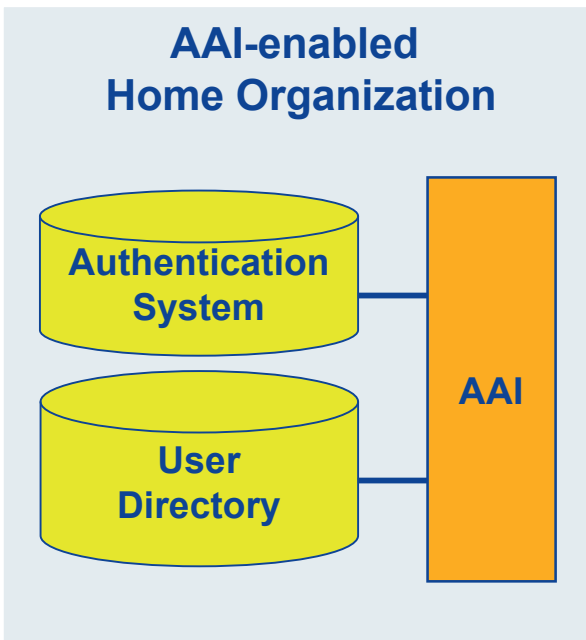 AAI-enabled
Home Organization
Authentication
System
AAI
User
Directory